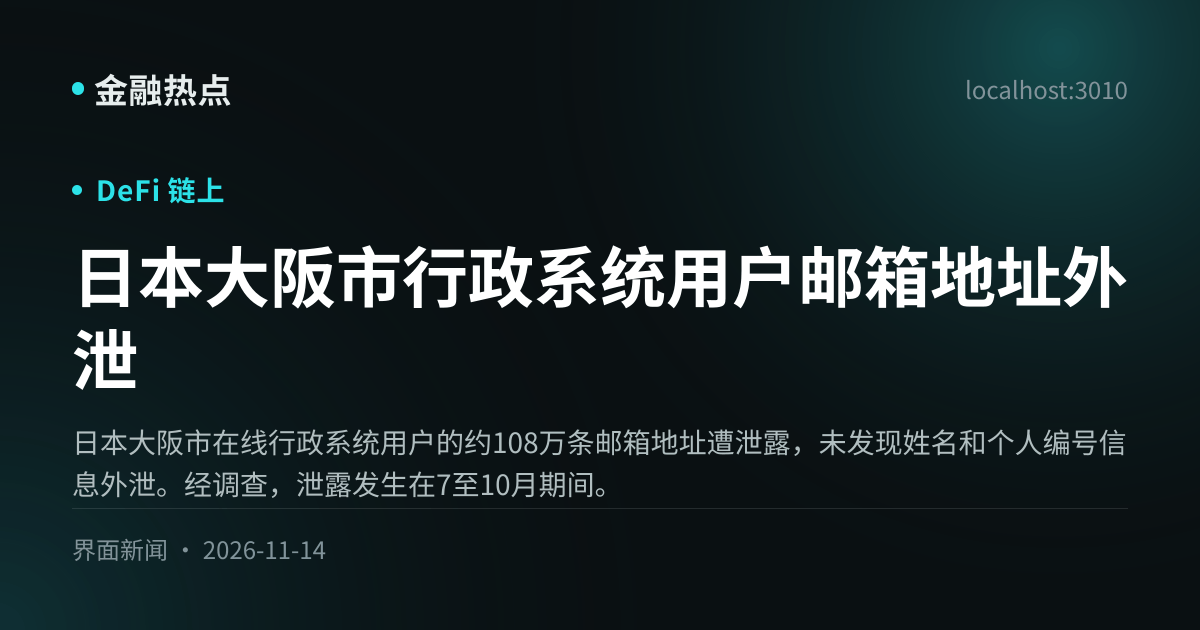 金融热点
localhost:3010
DeFi 链上
日本大阪市行政系统用户邮箱地址外
泄
日本大阪市在线行政系统用户的约108万条邮箱地址遭泄露，未发现姓名和个人编号信
息外泄。经调查，泄露发生在7至10月期间。
界面新闻 • 2026-11-14